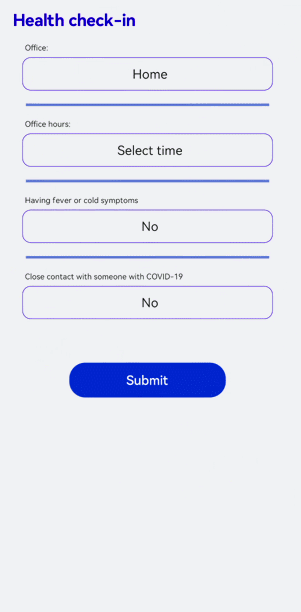 Health check-in
Office:
Home
Office hours:
Select time
Having fever or cold symptoms
No
Close contact with someone with COVID-19
No
Submit